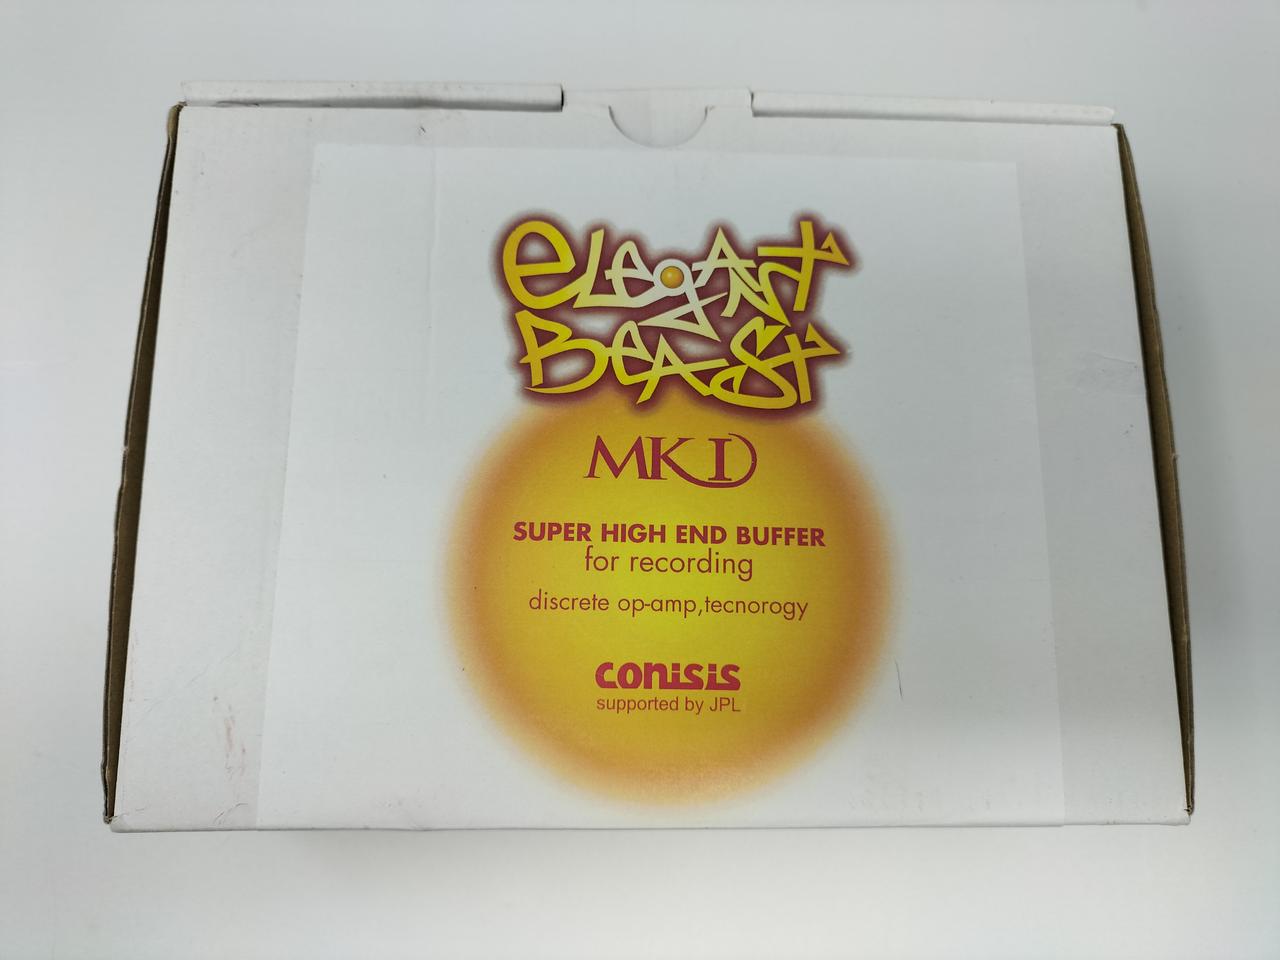 eLegAnt
BeASt
MK I
SUPER HIGH END BUFFER
for recording
discrete op-amp,tecnorogy
conisis
supported by JPL